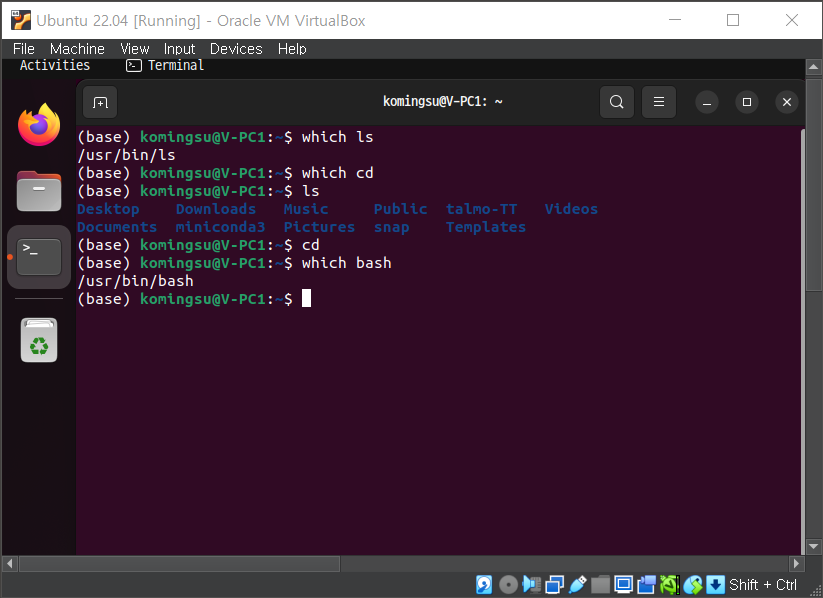 Ubuntu 22.04 [Running] - Oracle VM VirtualBox
File Machine View Input Devices Help
Activities Terminal
komingsu@V-PC1: ~
(base) komingsu@V-PC1:~$ which ls
/usr/bin/ls
(base) komingsu@V-PC1:~$ which cd
(base) komingsu@V-PC1:~$ ls
Desktop Downloads Music Public talmo-TT Videos
Documents miniconda3 Pictures snap Templates
(base) komingsu@V-PC1:~$ cd
(base) komingsu@V-PC1:~$ which bash
/usr/bin/bash
(base) komingsu@V-PC1:~$
Shift + Ctrl